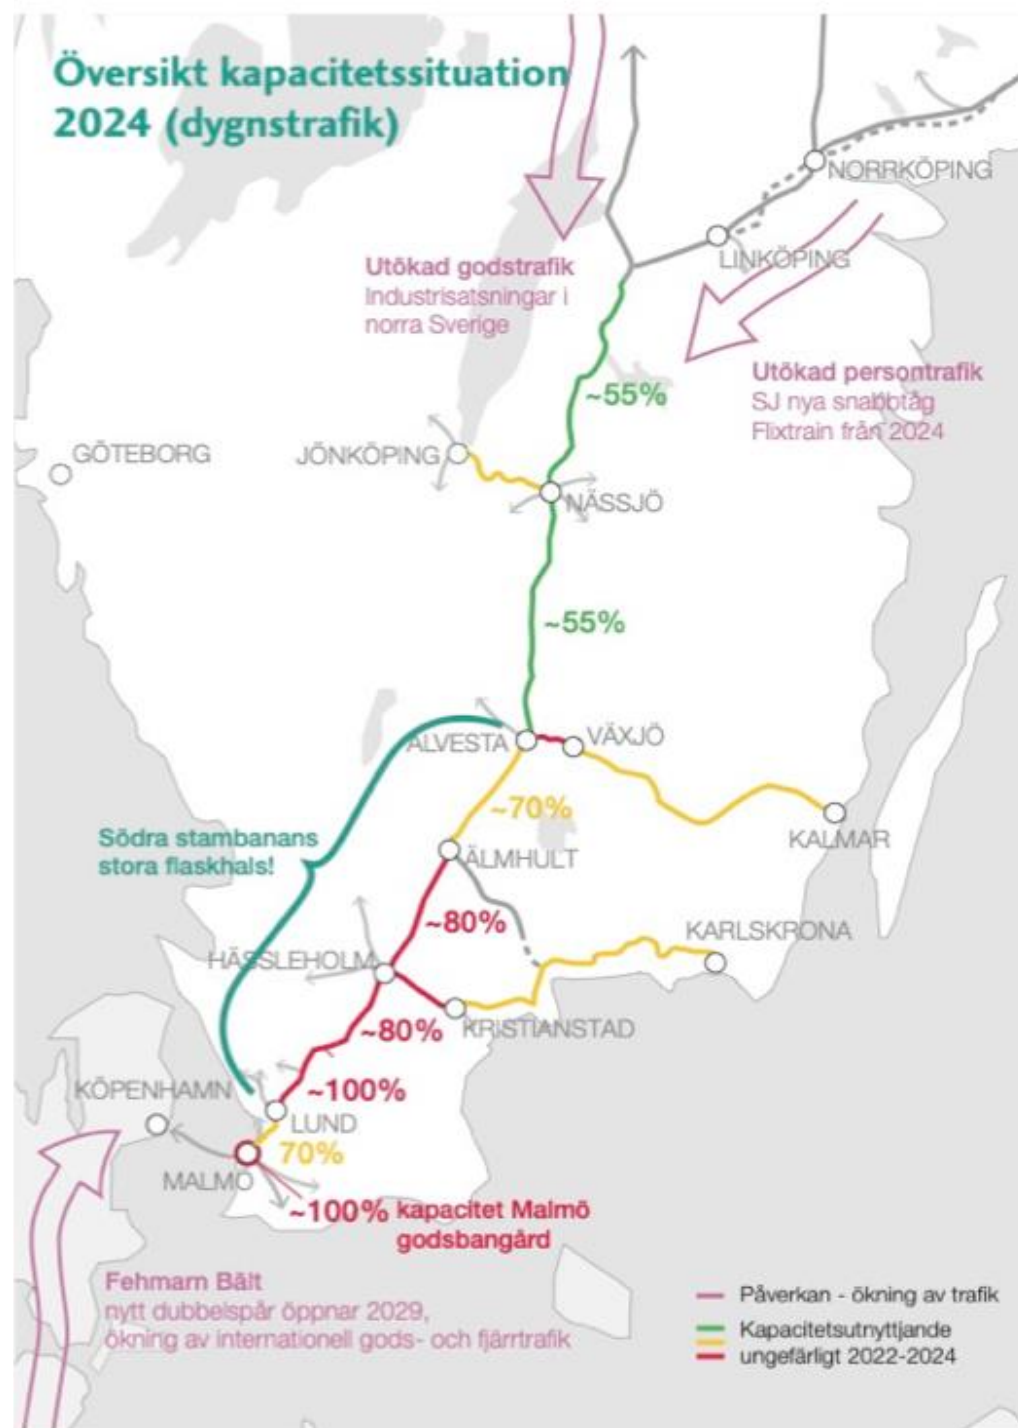 Översikt kapacitetssituation
2024 (dygnstrafik)
NORRKÖPING
LINKÖPING
Utökad godstrafik
Industrisatsningar i
norra Sverige
Utökad persontrafik
SJ nya snabbtåg
Flixtrain från 2024
~55%
GÖTEBORG
JÖNKÖPING
NÄSSJÖ
~55%
ALVESTA
VÄXJÖ
~70%
KALMAR
Södra stambanans
stora flaskhals!
ÄLMHULT
~80%
KARLSKRONA
HÄSSLEHOLM
~80%
KRISTIANSTAD
~100%
KÖPENHAMN
LUND
70%
MALMÖ
~100% kapacitet Malmö
godsbangård
Fehmarn Bält
nytt dubbelspår öppnar 2029,
ökning av internationell gods- och fjärrtrafik
Påverkan - ökning av trafik
Kapacitetsutnyttjande
ungefärligt 2022-2024